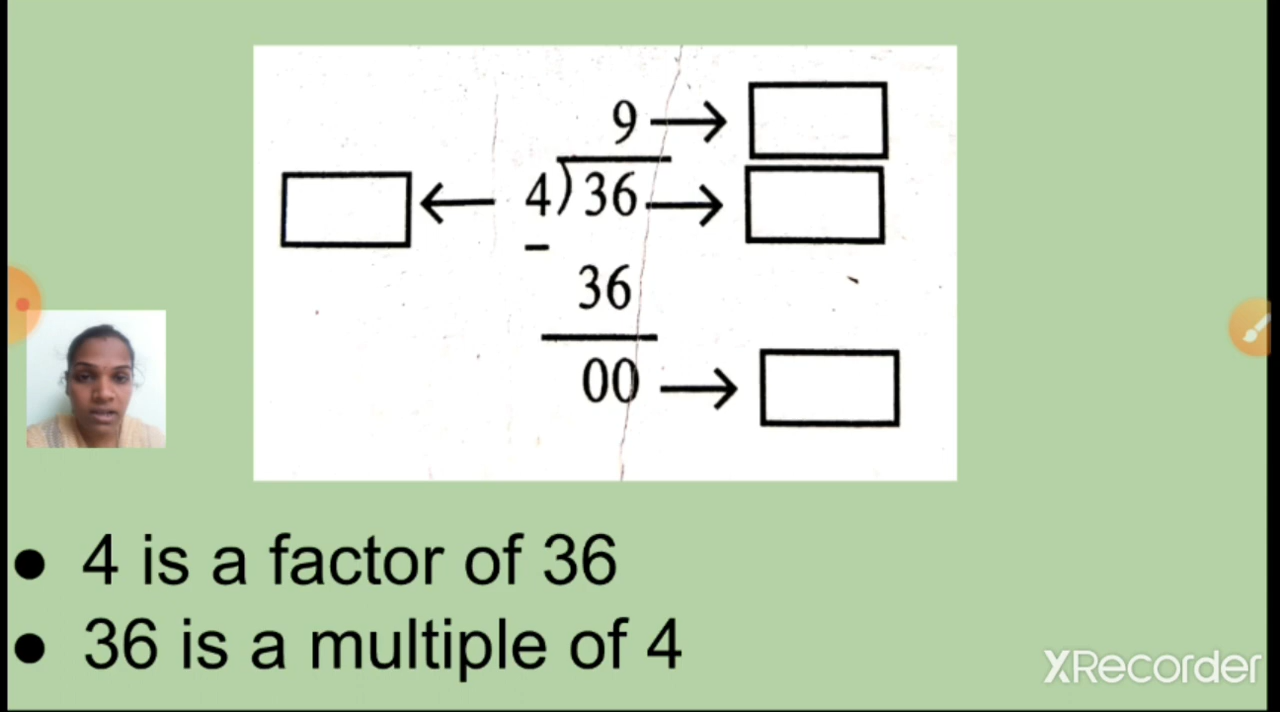 9 →
← 4)36 →
–
36
00 →
● 4 is a factor of 36
● 36 is a multiple of 4
XRecorder